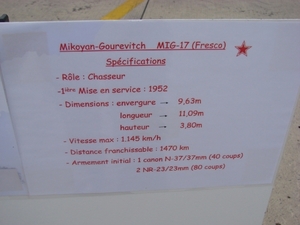 Mikoyan-Gourevitch MIG-17 (Fresco)
Spécifications
- Rôle : Chasseur
-1ière Mise en service : 1952
- Dimensions : envergure → 9,63m
longueur → 11,09m
hauteur → 3,80m
- Vitesse max : 1,145 km/h
- Distance franchissable : 1470 km
- Armement initial : 1 canon N-37/37mm (40 coups)
2 NR-23/23mm (80 coups)